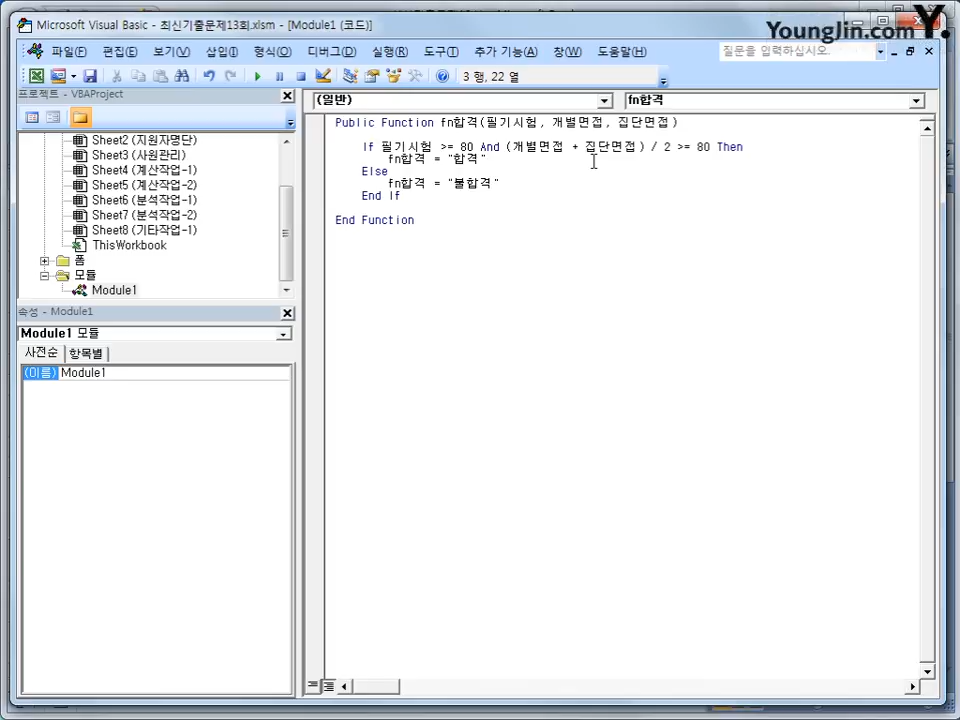 Microsoft Visual Basic - 최신기출문제13회.xlsm - [Module1 (코드)]
Younglin.com Y.
파일(F) 편집(E) 보기(V) 삽입(I) 형식(O) 디버그(D) 실행(R) 도구(T) 추가 기능(A) 창(W) 도움말(H) 질문을 입력하십시오.
3 행, 22 열
프로젝트 - VBAProject
(일반) fn합격
Sheet2 (지원자명단)
Sheet3 (사원관리)
Sheet4 (계산작업-1)
Sheet5 (계산작업-2)
Sheet6 (분석작업-1)
Sheet7 (분석작업-2)
Sheet8 (기타작업-1)
ThisWorkbook
폼
모듈
Module1
Public Function fn합격(필기시험, 개별면접, 집단면접)
If 필기시험 >= 80 And (개별면접 + 집단면접) / 2 >= 80 Then
fn합격 = "합격"
Else
fn합격 = "불합격"
End If
End Function
속성 - Module1
Module1 모듈
사전순 항목별
(이름) Module1